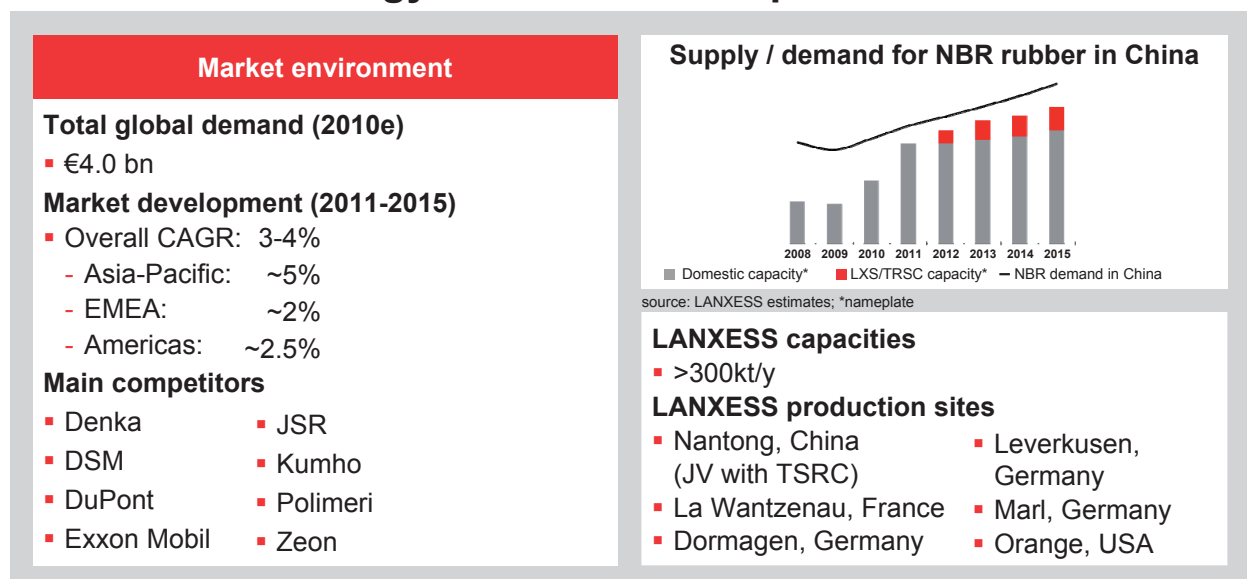 Market environment
Total global demand (2010e)
▪ €4.0 bn
Market development (2011-2015)
▪ Overall CAGR: 3-4%
- Asia-Pacific: ~5%
- EMEA: ~2%
- Americas: ~2.5%
Main competitors
▪ Denka
▪ DSM
▪ DuPont
▪ Exxon Mobil
▪ JSR
▪ Kumho
▪ Polimeri
▪ Zeon
Supply / demand for NBR rubber in China
2008 2009 2010 2011 2012 2013 2014 2015
Domestic capacity* LXS/TRSC capacity* NBR demand in China
source: LANXESS estimates; *nameplate
LANXESS capacities
▪ >300kt/y
LANXESS production sites
▪ Nantong, China
(JV with TSRC)
▪ La Wantzenau, France
▪ Dormagen, Germany
▪ Leverkusen,
Germany
▪ Marl, Germany
▪ Orange, USA